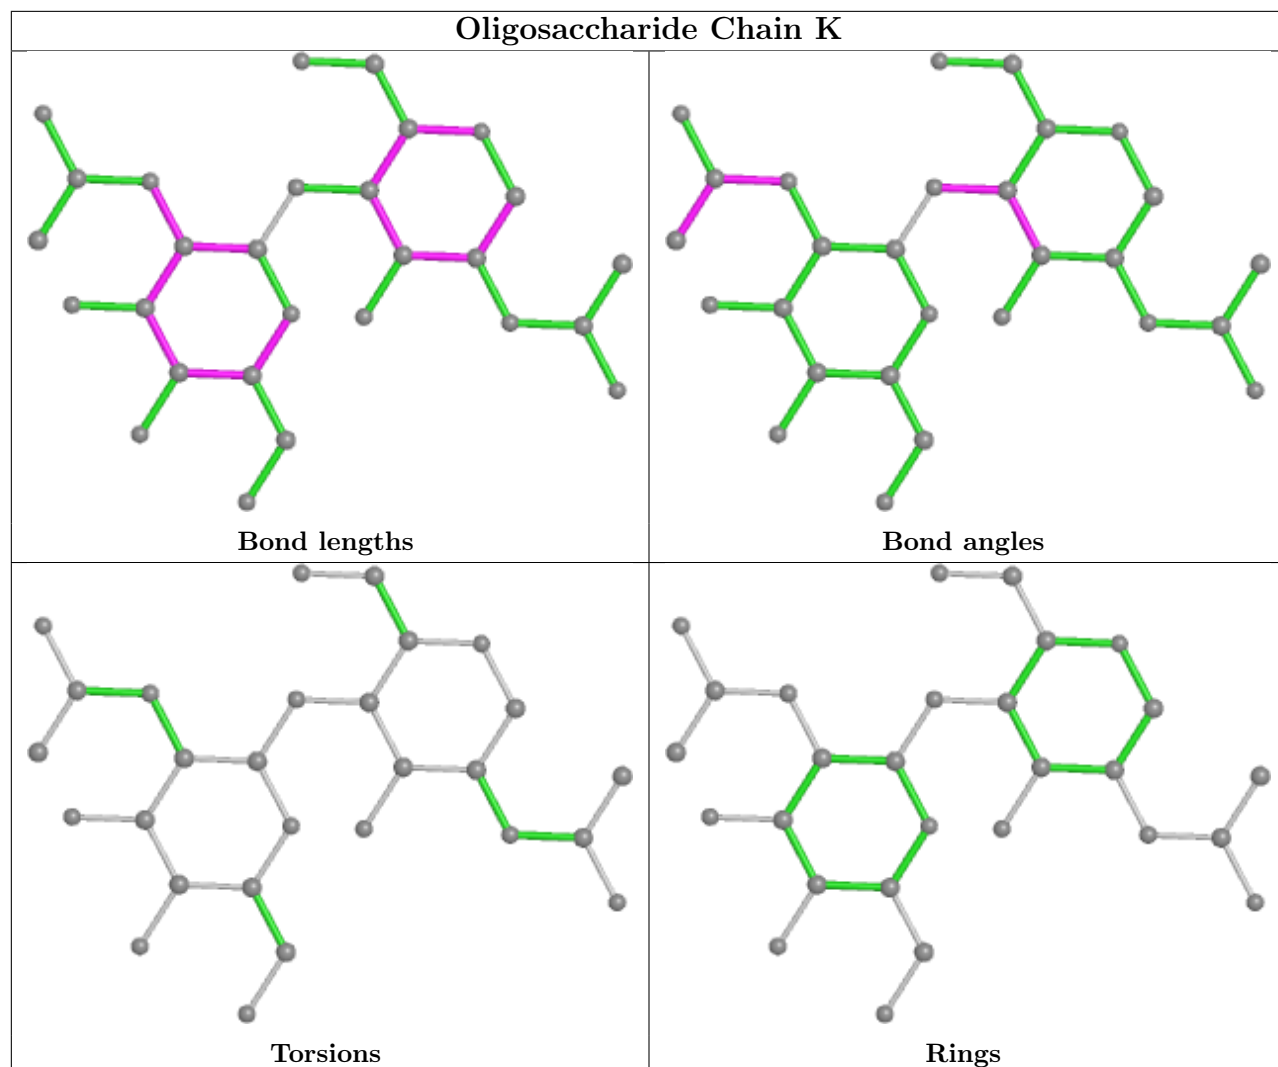 Oligosaccharide Chain K
Bond lengths
Bond angles
Torsions
Rings